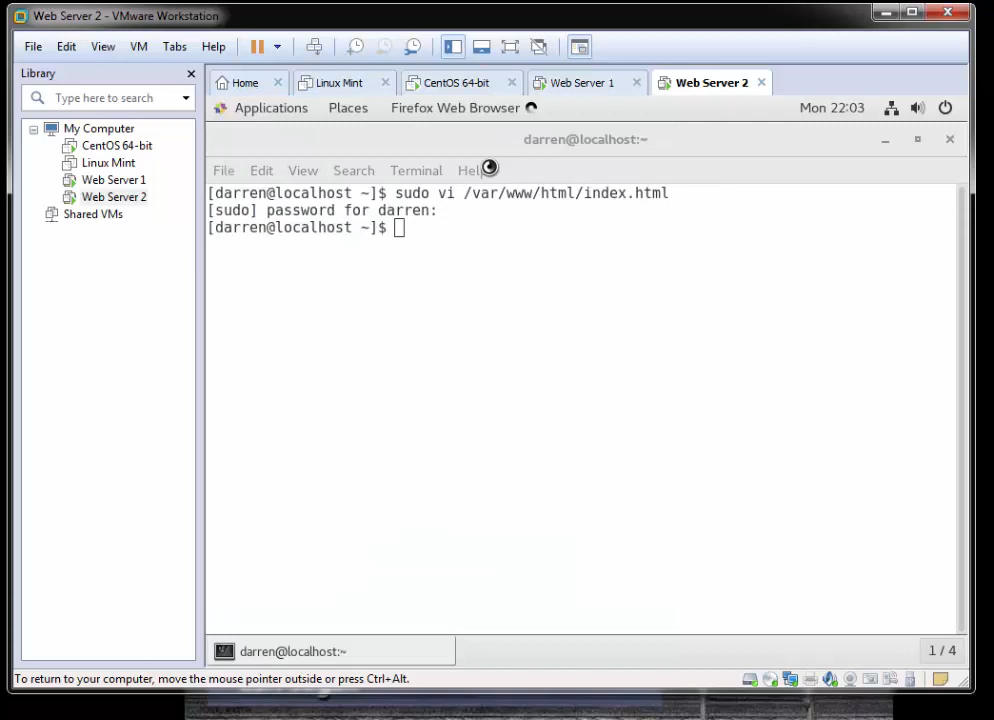 Web Server 2 - VMware Workstation
File Edit View VM Tabs Help
Library
Type here to search
My Computer
CentOS 64-bit
Linux Mint
Web Server 1
Web Server 2
Shared VMs
Home Linux Mint CentOS 64-bit Web Server 1 Web Server 2
Applications Places Firefox Web Browser Mon 22:03
darren@localhost:~
File Edit View Search Terminal Help
[darren@localhost ~]$ sudo vi /var/www/html/index.html
[sudo] password for darren:
[darren@localhost ~]$
darren@localhost:~ 1 / 4
To return to your computer, move the mouse pointer outside or press Ctrl+Alt.